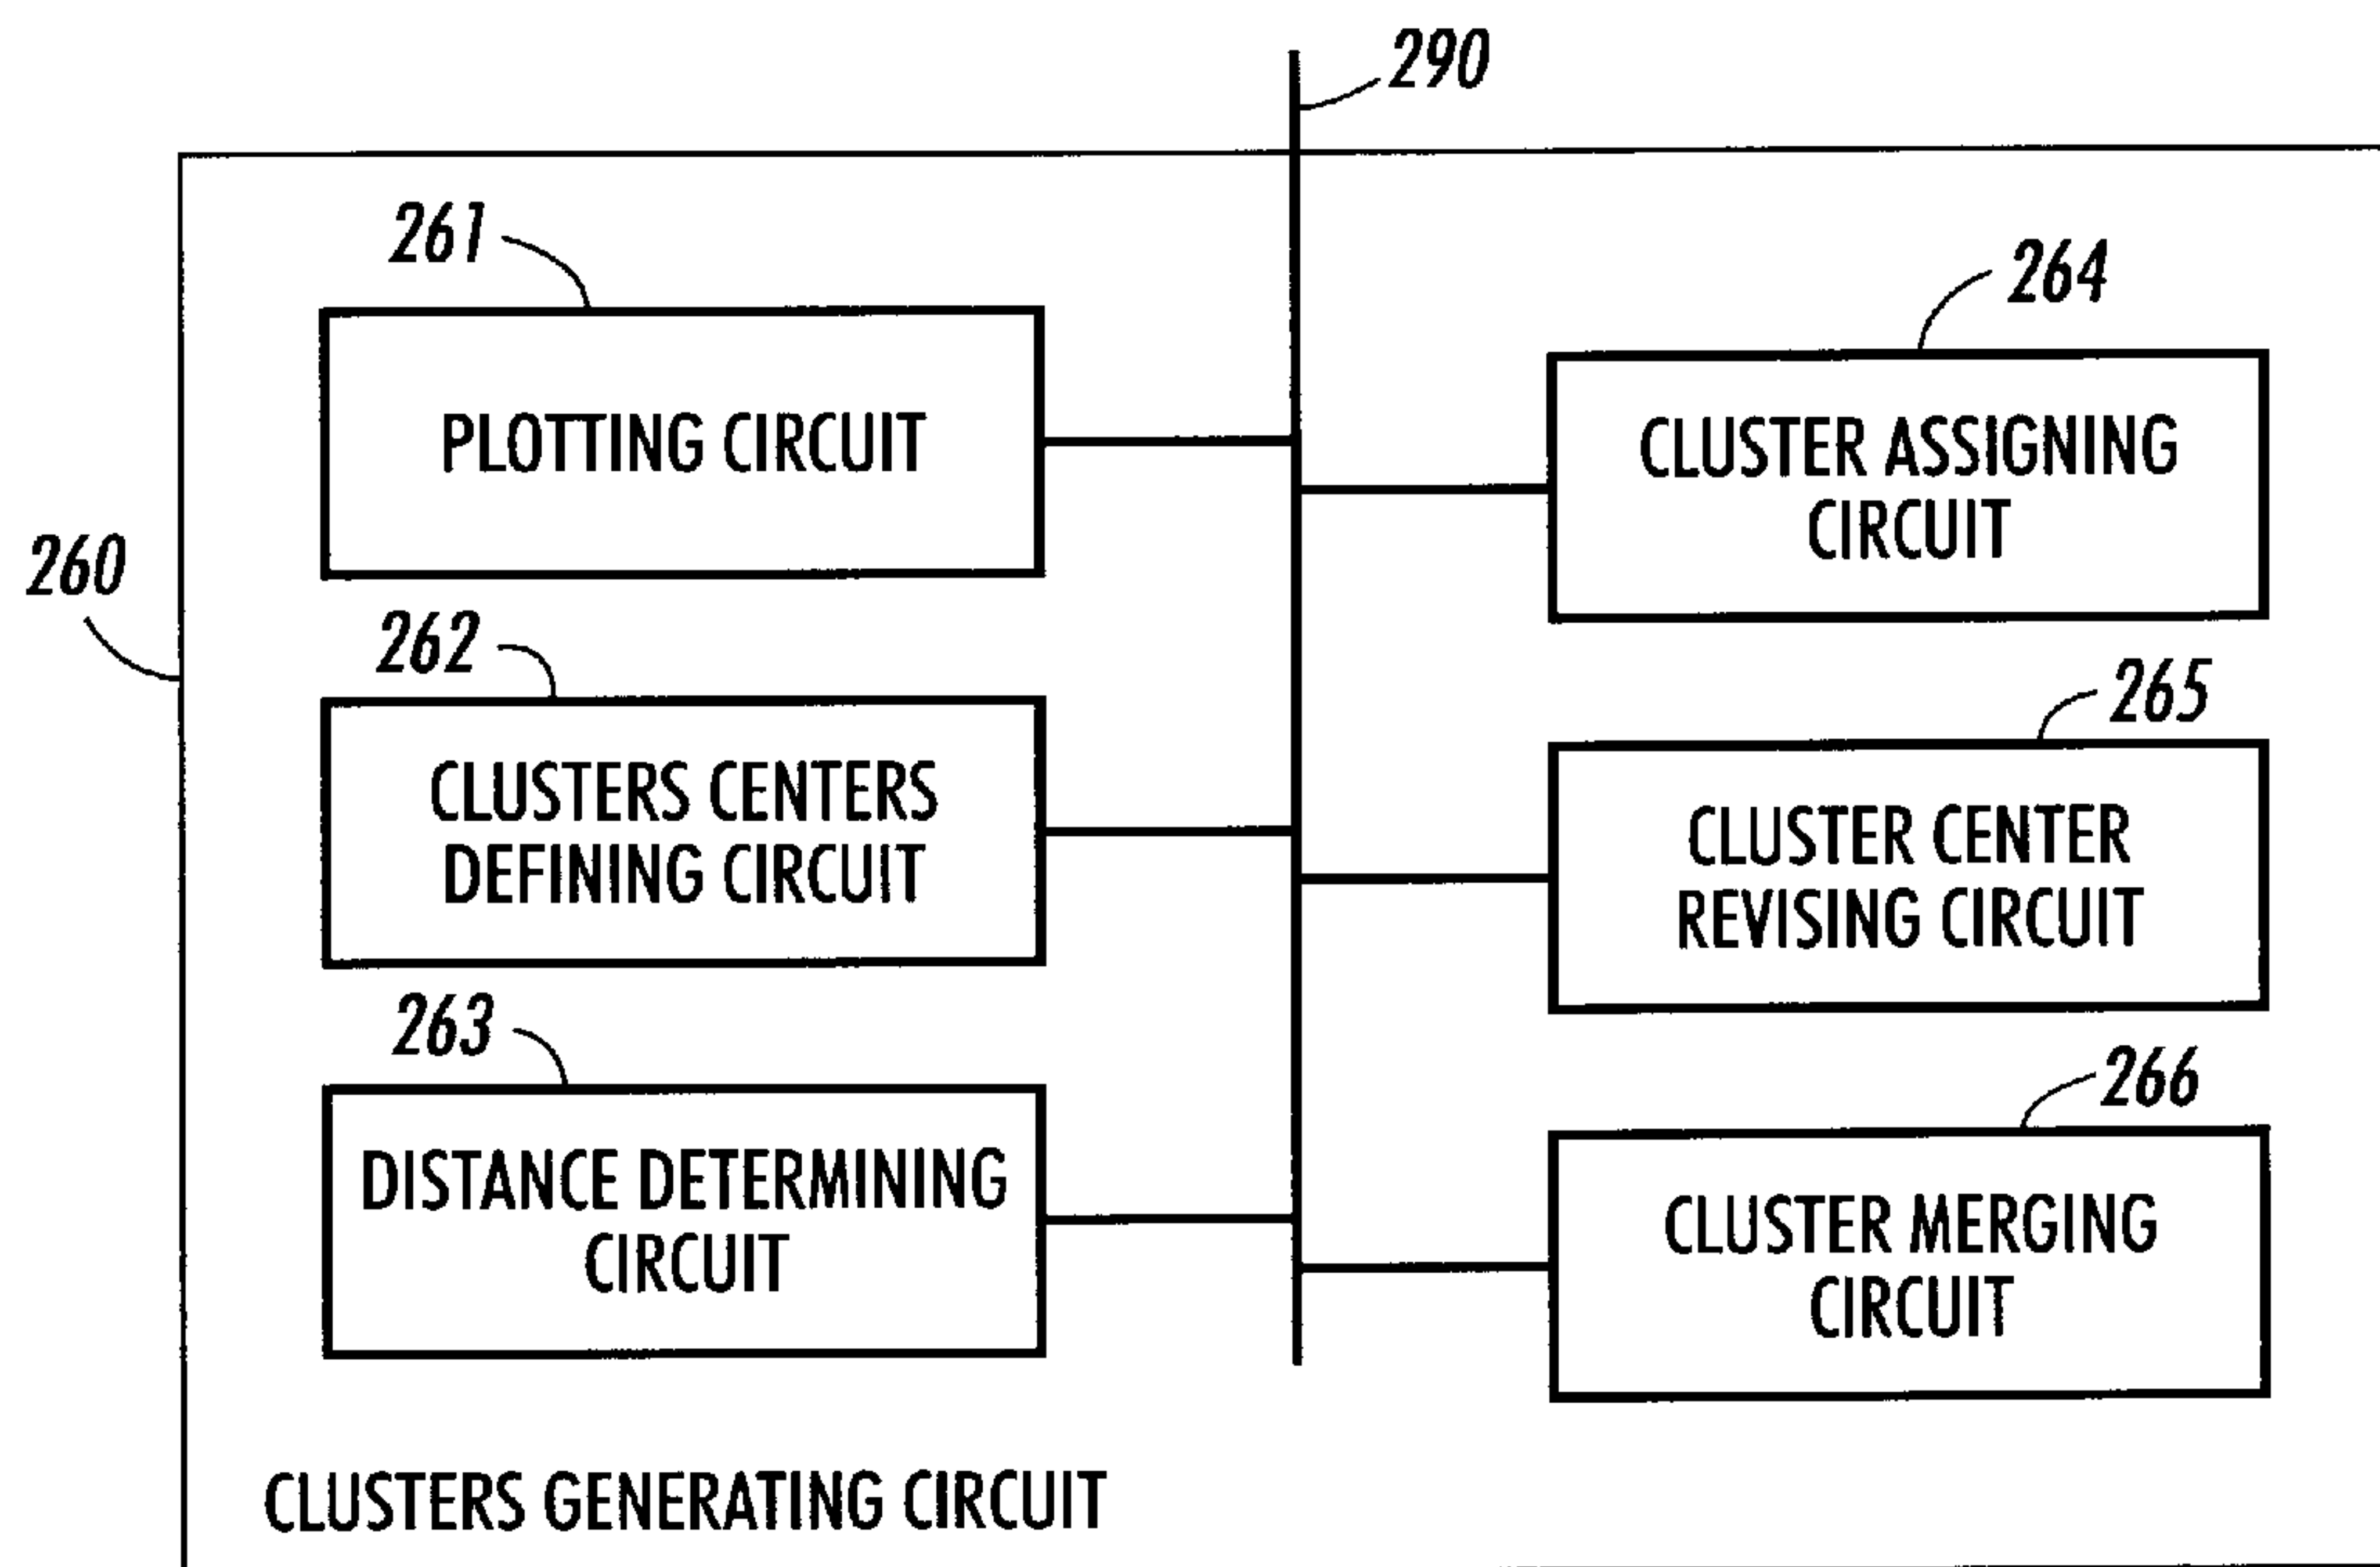 290
261
PLOTTING CIRCUIT
264
CLUSTER ASSIGNING
CIRCUIT
260
262
CLUSTERS CENTERS
DEFINING CIRCUIT
265
CLUSTER CENTER
REVISING CIRCUIT
263
DISTANCE DETERMINING
CIRCUIT
266
CLUSTER MERGING
CIRCUIT
CLUSTERS GENERATING CIRCUIT